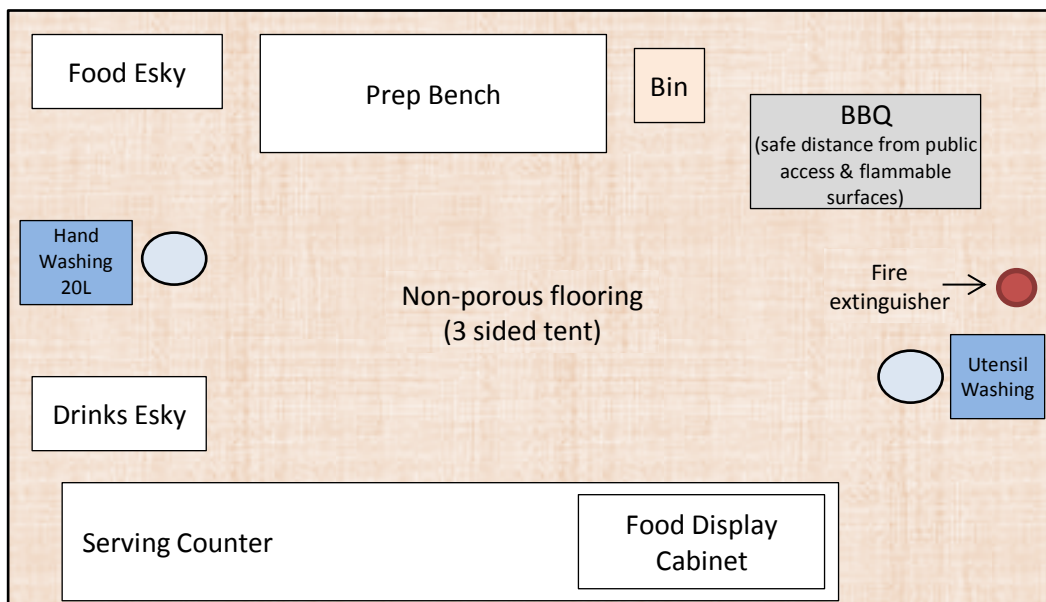 Food Esky
Prep Bench
Bin
BBQ
(safe distance from public
access & flammable
surfaces)
Hand
Washing
20L
Non-porous flooring
(3 sided tent)
Fire
extinguisher
Utensil
Washing
Drinks Esky
Serving Counter
Food Display
Cabinet